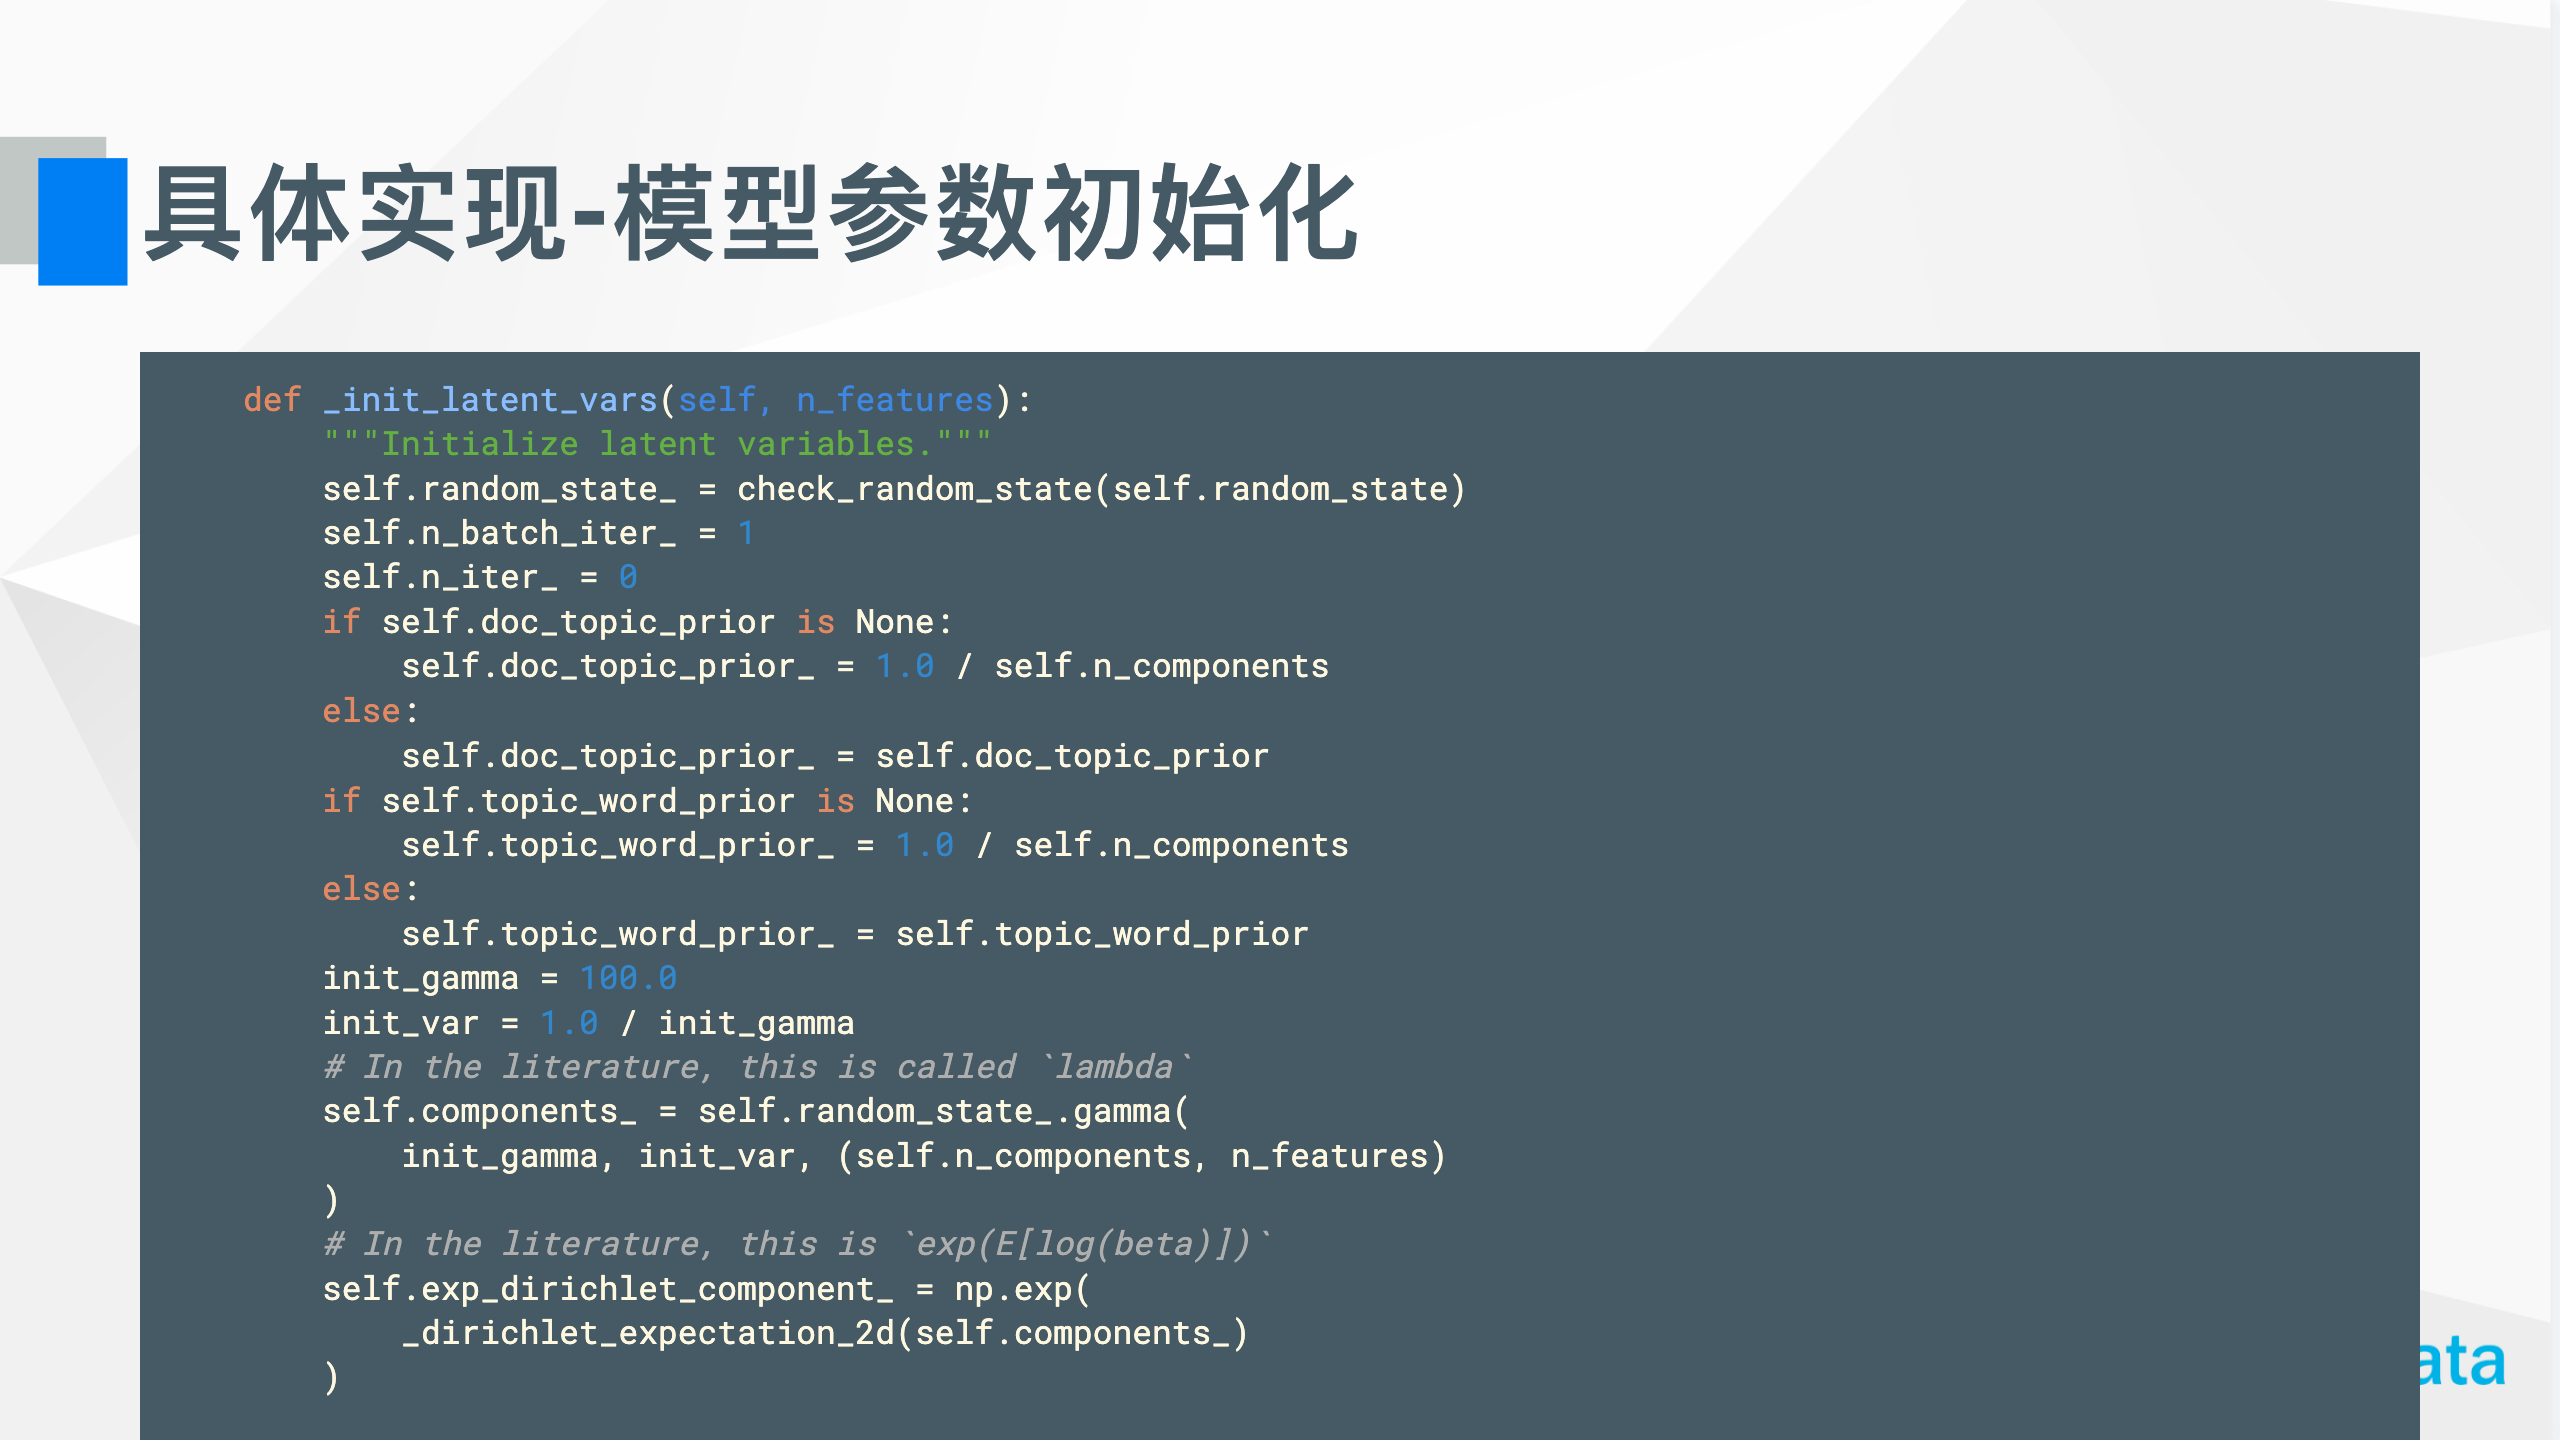 具体实现-模型参数初始化
def _init_latent_vars(self, n_features):
    """Initialize latent variables."""
    self.random_state_ = check_random_state(self.random_state)
    self.n_batch_iter_ = 1
    self.n_iter_ = 0
    if self.doc_topic_prior is None:
        self.doc_topic_prior_ = 1.0 / self.n_components
    else:
        self.doc_topic_prior_ = self.doc_topic_prior
    if self.topic_word_prior is None:
        self.topic_word_prior_ = 1.0 / self.n_components
    else:
        self.topic_word_prior_ = self.topic_word_prior
    init_gamma = 100.0
    init_var = 1.0 / init_gamma
    # In the literature, this is called `lambda`
    self.components_ = self.random_state_.gamma(
        init_gamma, init_var, (self.n_components, n_features)
    )
    # In the literature, this is `exp(E[log(beta)])`
    self.exp_dirichlet_component_ = np.exp(
        _dirichlet_expectation_2d(self.components_)
    )
ata